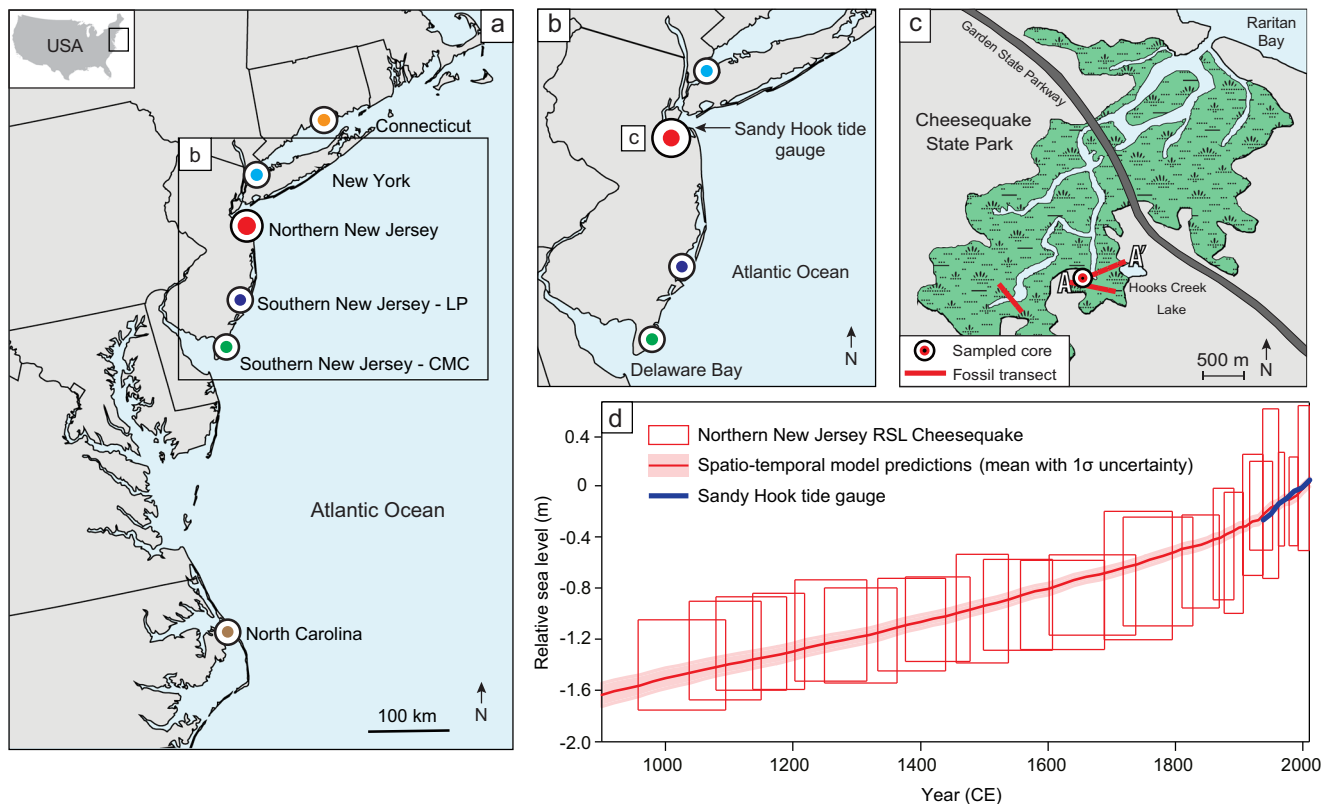 USA
a
Connecticut
b
New York
Northern New Jersey
Southern New Jersey - LP
Southern New Jersey - CMC
Atlantic Ocean
North Carolina
100 km
N
b
c
Sandy Hook tide
gauge
Atlantic Ocean
Delaware Bay
N
c
Raritan
Bay
Garden State Parkway
Cheesequake
State Park
A
A'
Hooks Creek
Lake
Sampled core
Fossil transect
500 m
N
d
Northern New Jersey RSL Cheesequake
Spatio-temporal model predictions (mean with 1σ uncertainty)
Sandy Hook tide gauge
Relative sea level (m)
0.4
0
-0.4
-0.8
-1.2
-1.6
-2.0
1000
1200
1400
1600
1800
2000
Year (CE)